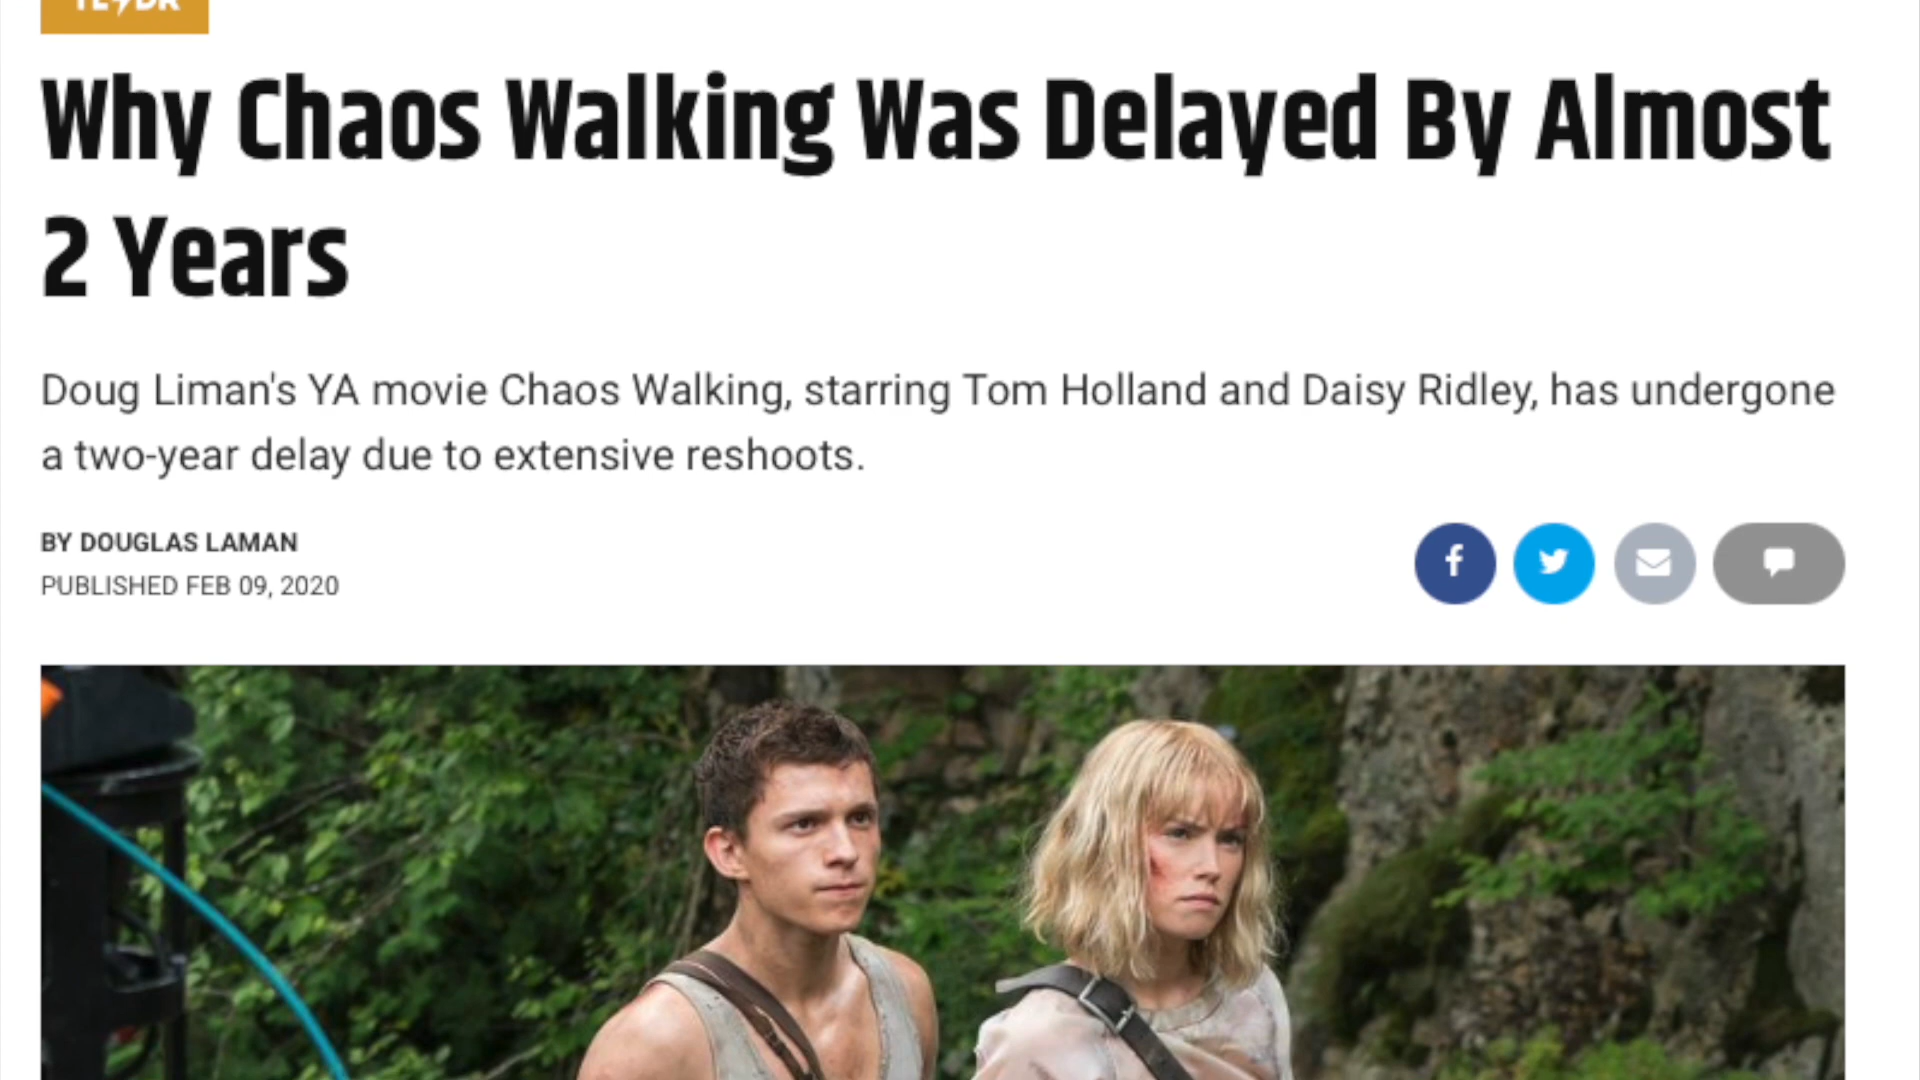 Why Chaos Walking Was Delayed By Almost
2 Years
Doug Liman's YA movie Chaos Walking, starring Tom Holland and Daisy Ridley, has undergone
a two-year delay due to extensive reshoots.
BY DOUGLAS LAMAN
PUBLISHED FEB 09, 2020